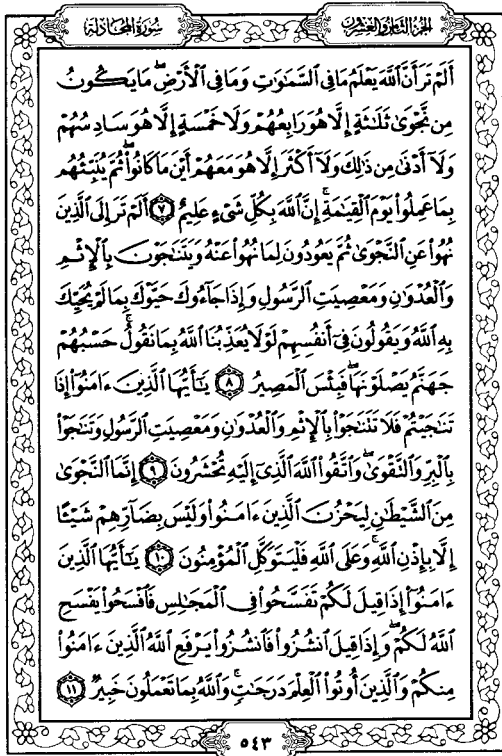 سُورَةُ المُجَادلة
الجزء الثامن والعشرون
أَلَمْ تَرَ أَنَّ ٱللَّهَ يَعْلَمُ مَا فِي ٱلسَّمَٰوَٰتِ وَمَا فِي ٱلْأَرْضِۖ مَا يَكُونُ
مِن نَّجْوَىٰ ثَلَٰثَةٍ إِلَّا هُوَ رَابِعُهُمْ وَلَا خَمْسَةٍ إِلَّا هُوَ سَادِسُهُمْ
وَلَآ أَدْنَىٰ مِن ذَٰلِكَ وَلَآ أَكْثَرَ إِلَّا هُوَ مَعَهُمْ أَيْنَ مَا كَانُوا۟ۖ ثُمَّ يُنَبِّئُهُم
بِمَا عَمِلُوا۟ يَوْمَ ٱلْقِيَٰمَةِۚ إِنَّ ٱللَّهَ بِكُلِّ شَىْءٍ عَلِيمٌ ٧ أَلَمْ تَرَ إِلَى ٱلَّذِينَ
نُهُوا۟ عَنِ ٱلنَّجْوَىٰ ثُمَّ يَعُودُونَ لِمَا نُهُوا۟ عَنْهُ وَيَتَنَٰجَوْنَ بِٱلْإِثْمِ
وَٱلْعُدْوَٰنِ وَمَعْصِيَتِ ٱلرَّسُولِ وَإِذَا جَآءُوكَ حَيَّوْكَ بِمَا لَمْ يُحَيِّكَ
بِهِ ٱللَّهُ وَيَقُولُونَ فِىٓ أَنفُسِهِمْ لَوْلَا يُعَذِّبُنَا ٱللَّهُ بِمَا نَقُولُۚ حَسْبُهُمْ
جَهَنَّمُ يَصْلَوْنَهَاۖ فَبِئْسَ ٱلْمَصِيرُ ٨ يَٰٓأَيُّهَا ٱلَّذِينَ ءَامَنُوٓا۟ إِذَا
تَنَٰجَيْتُمْ فَلَا تَتَنَٰجَوْا۟ بِٱلْإِثْمِ وَٱلْعُدْوَٰنِ وَمَعْصِيَتِ ٱلرَّسُولِ وَتَنَٰجَوْا۟
بِٱلْبِرِّ وَٱلتَّقْوَىٰۖ وَٱتَّقُوا۟ ٱللَّهَ ٱلَّذِىٓ إِلَيْهِ تُحْشَرُونَ ٩ إِنَّمَا ٱلنَّجْوَىٰ
مِنَ ٱلشَّيْطَٰنِ لِيَحْزُنَ ٱلَّذِينَ ءَامَنُوا۟ وَلَيْسَ بِضَآرِّهِمْ شَيْـًٔا
إِلَّا بِإِذْنِ ٱللَّهِۚ وَعَلَى ٱللَّهِ فَلْيَتَوَكَّلِ ٱلْمُؤْمِنُونَ ١٠ يَٰٓأَيُّهَا ٱلَّذِينَ
ءَامَنُوٓا۟ إِذَا قِيلَ لَكُمْ تَفَسَّحُوا۟ فِى ٱلْمَجَٰلِسِ فَٱفْسَحُوا۟ يَفْسَحِ
ٱللَّهُ لَكُمْۖ وَإِذَا قِيلَ ٱنشُزُوا۟ فَٱنشُزُوا۟ يَرْفَعِ ٱللَّهُ ٱلَّذِينَ ءَامَنُوا۟
مِنكُمْ وَٱلَّذِينَ أُوتُوا۟ ٱلْعِلْمَ دَرَجَٰتٍۚ وَٱللَّهُ بِمَا تَعْمَلُونَ خَبِيرٌ ١١
٥٤٣